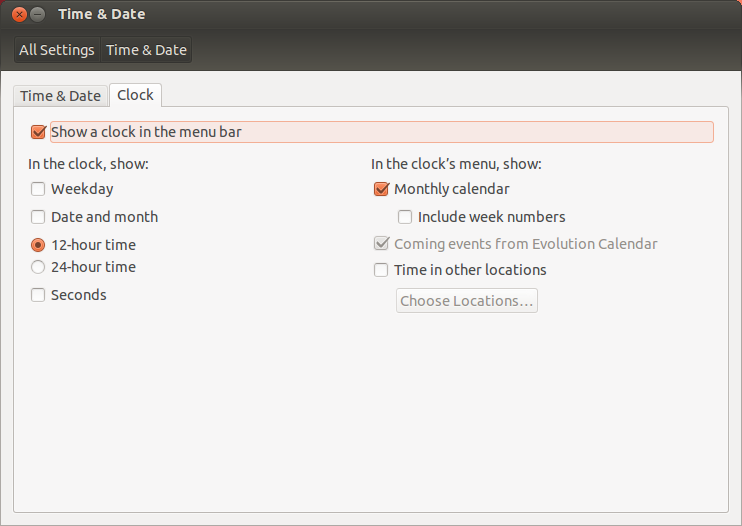 Time & Date
All Settings Time & Date
Time & Date Clock
Show a clock in the menu bar
In the clock, show:
Weekday
Date and month
12-hour time
24-hour time
Seconds
In the clock’s menu, show:
Monthly calendar
Include week numbers
Coming events from Evolution Calendar
Time in other locations
Choose Locations…